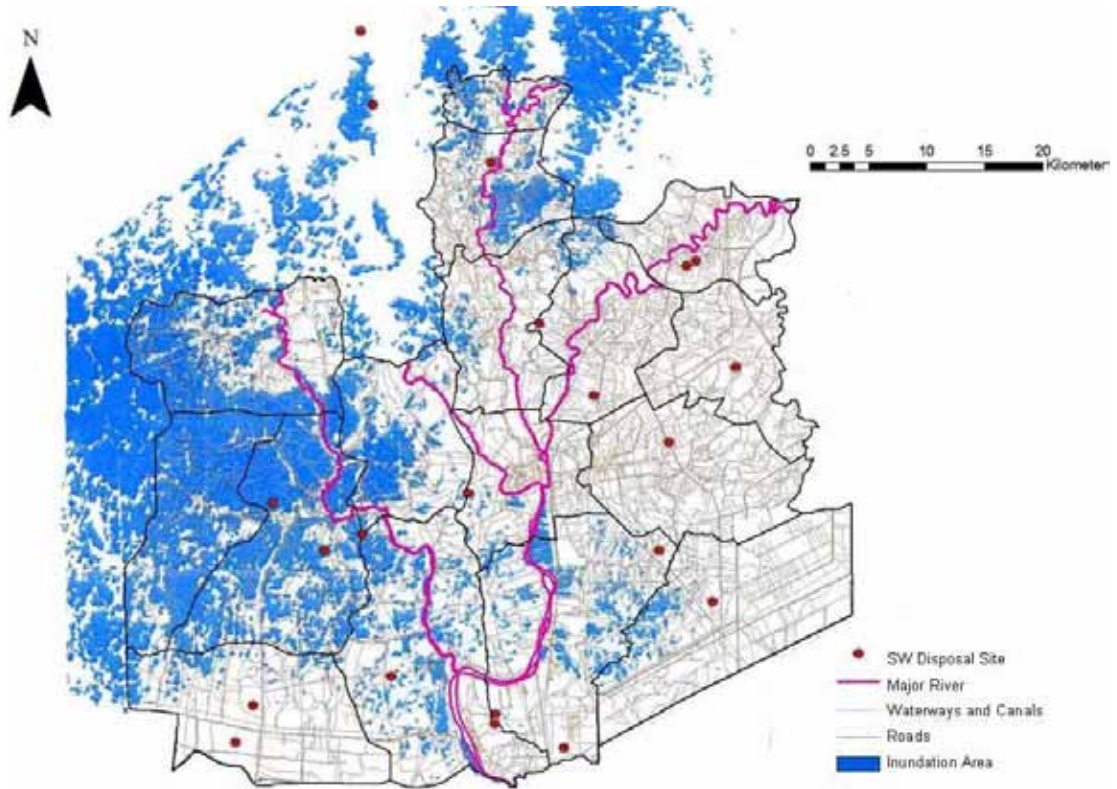 N
0 2.5 5 10 15 20
Kilometer
SW Disposal Site
Major River
Waterways and Canals
Roads
Inundation Area